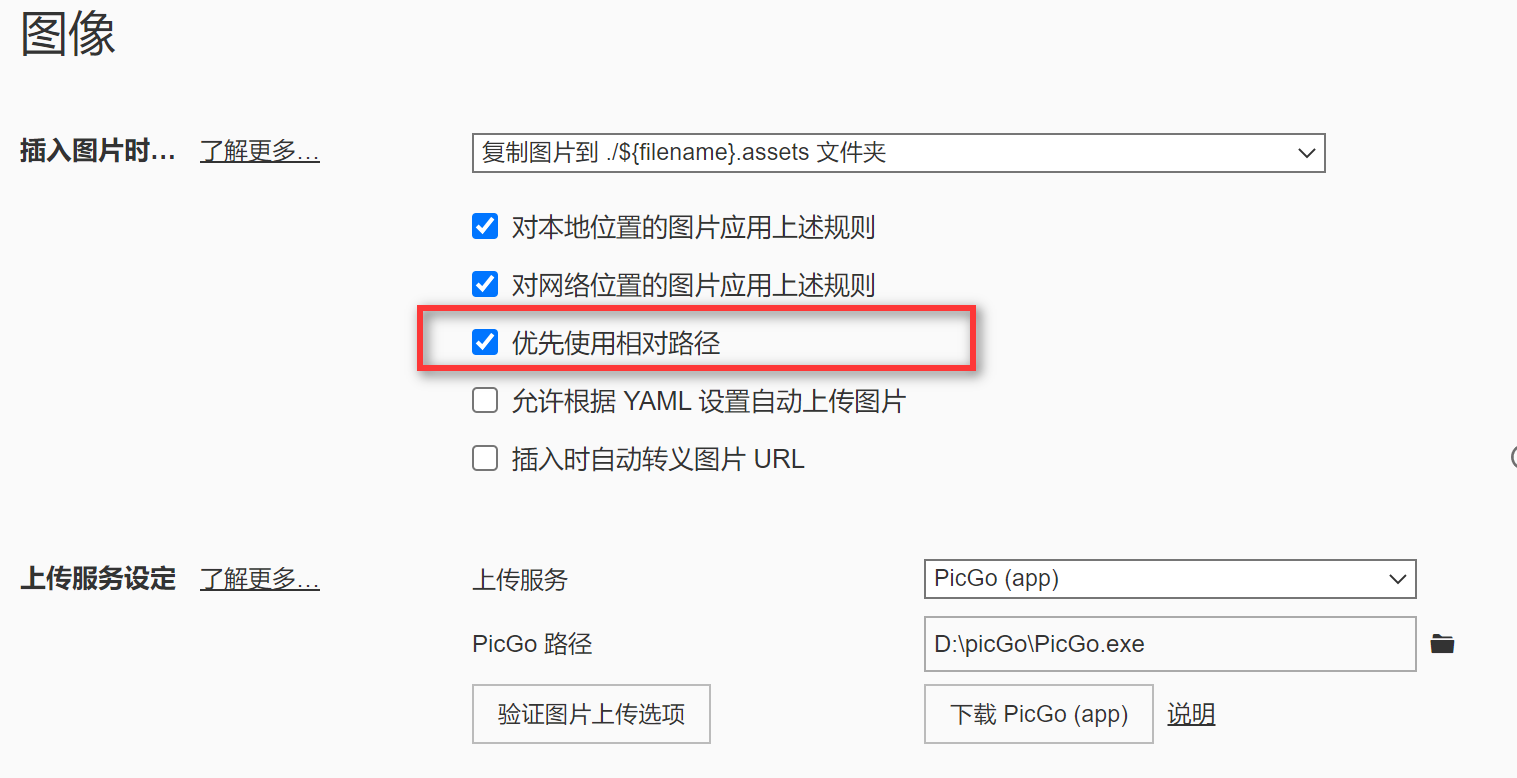 图像
插入图片时... 了解更多... 复制图片到 ./${filename}.assets 文件夹
对本地位置的图片应用上述规则
对网络位置的图片应用上述规则
优先使用相对路径
允许根据 YAML 设置自动上传图片
插入时自动转义图片 URL
上传服务设定 了解更多... 上传服务 PicGo (app)
PicGo 路径 D:\picGo\PicGo.exe
验证图片上传选项 下载 PicGo (app) 说明